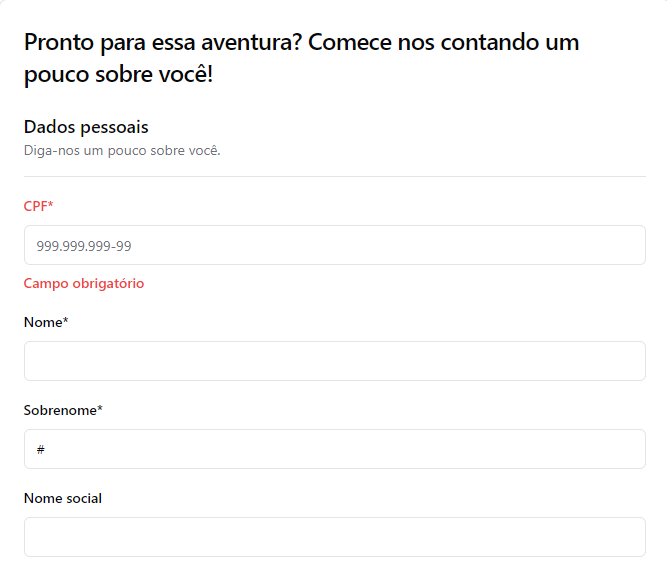 Pronto para essa aventura? Comece nos contando um
pouco sobre você!
Dados pessoais
Diga-nos um pouco sobre você.
CPF*
999.999.999-99
Campo obrigatório
Nome*
Sobrenome*
#
Nome social